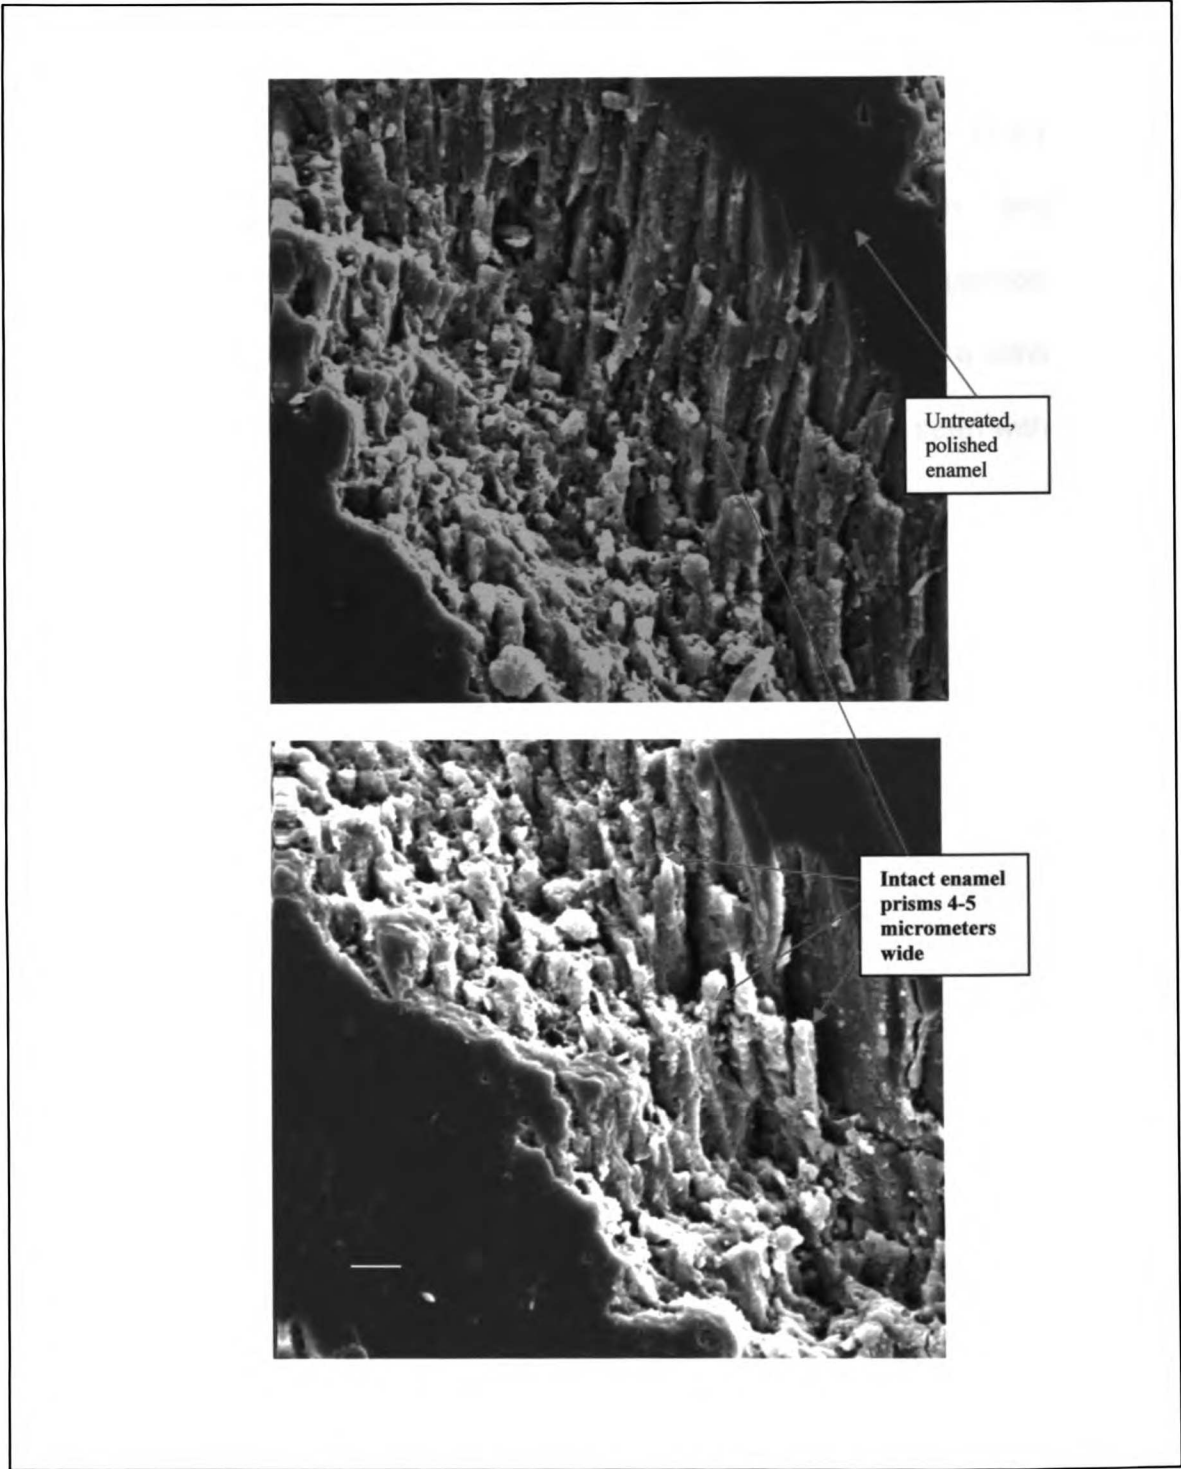 Untreated,
polished
enamel
Intact enamel
prisms 4-5
micrometers
wide